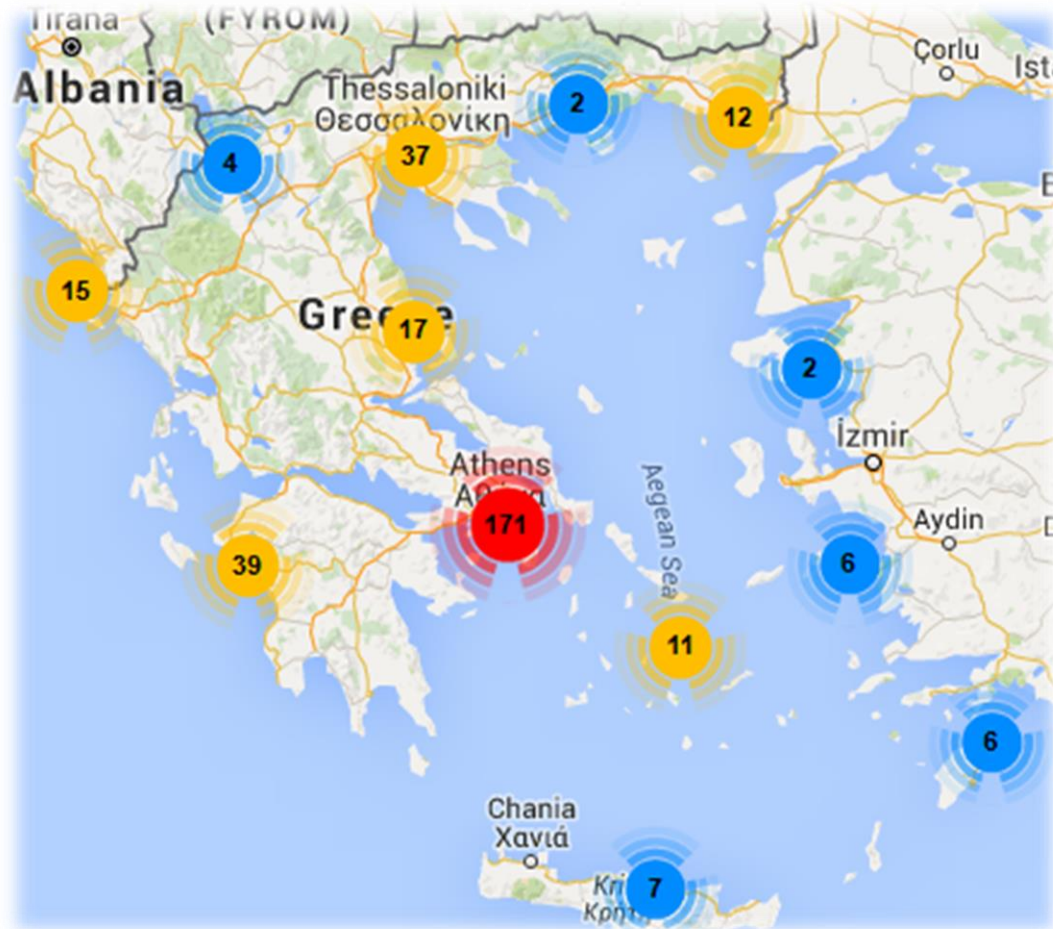 Tirana
(FYROM)
Albania
Çorlu
Thessaloniki
Θεσσαλονίκη
2
12
4
37
15
Greece
17
2
İzmir
Athens
Αθήνα
171
Aegean Sea
Aydin
39
6
11
6
Chania
Χανιά
7